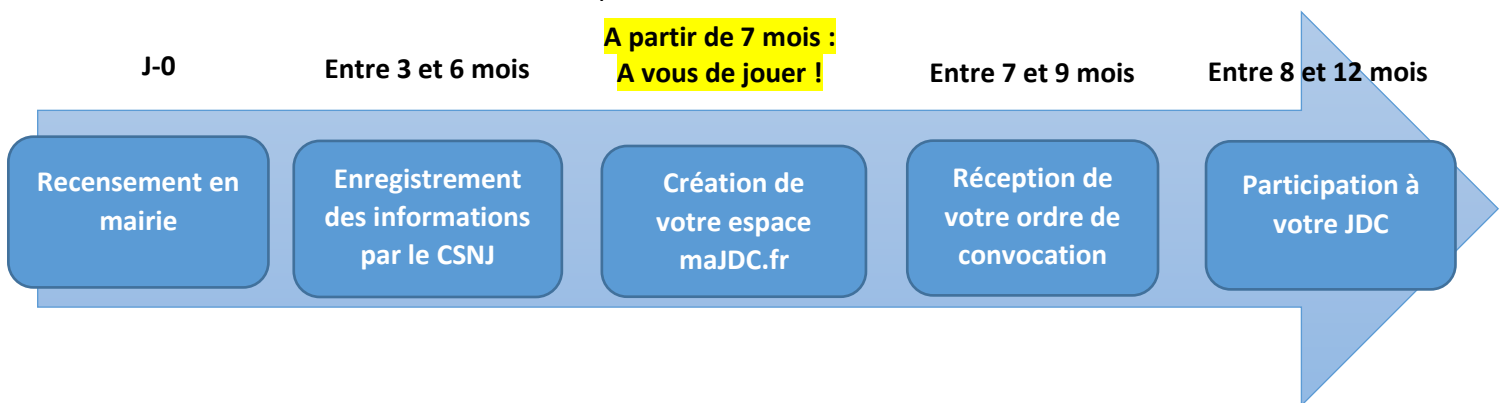 J-0
Entre 3 et 6 mois
A partir de 7 mois :
A vous de jouer !
Entre 7 et 9 mois
Entre 8 et 12 mois
Recensement en
mairie
Enregistrement
des informations
par le CSNJ
Création de
votre espace
maJDC.fr
Réception de
votre ordre de
convocation
Participation à
votre JDC